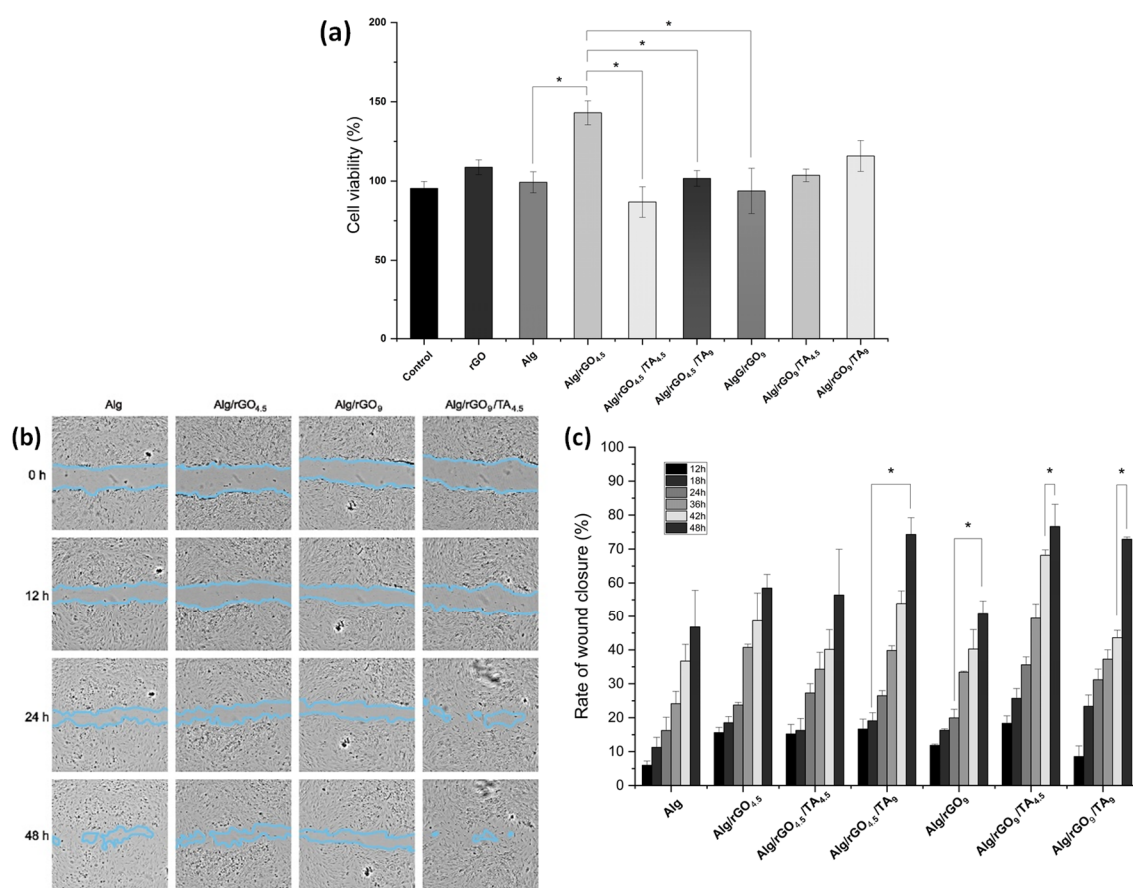 (a)
200
150
100
50
0
Cell viability (%)
*
*
*
*
Control
rGO
Alg
Alg/rGO4.5
Alg/rGO4.5/TA4.5
Alg/rGO4.5/TA9
AlgG/rGO9
Alg/rGO9/TA4.5
Alg/rGO9/TA9
(b)
Alg
Alg/rGO4.5
Alg/rGO9
Alg/rGO9/TA4.5
0 h
12 h
24 h
48 h
(c)
100
90
80
70
60
50
40
30
20
10
0
Rate of wound closure (%)
12h
18h
24h
36h
42h
48h
*
*
*
*
Alg
Alg/rGO4.5
Alg/rGO4.5/TA4.5
Alg/rGO4.5/TA9
Alg/rGO9
Alg/rGO9/TA4.5
Alg/rGO9/TA9